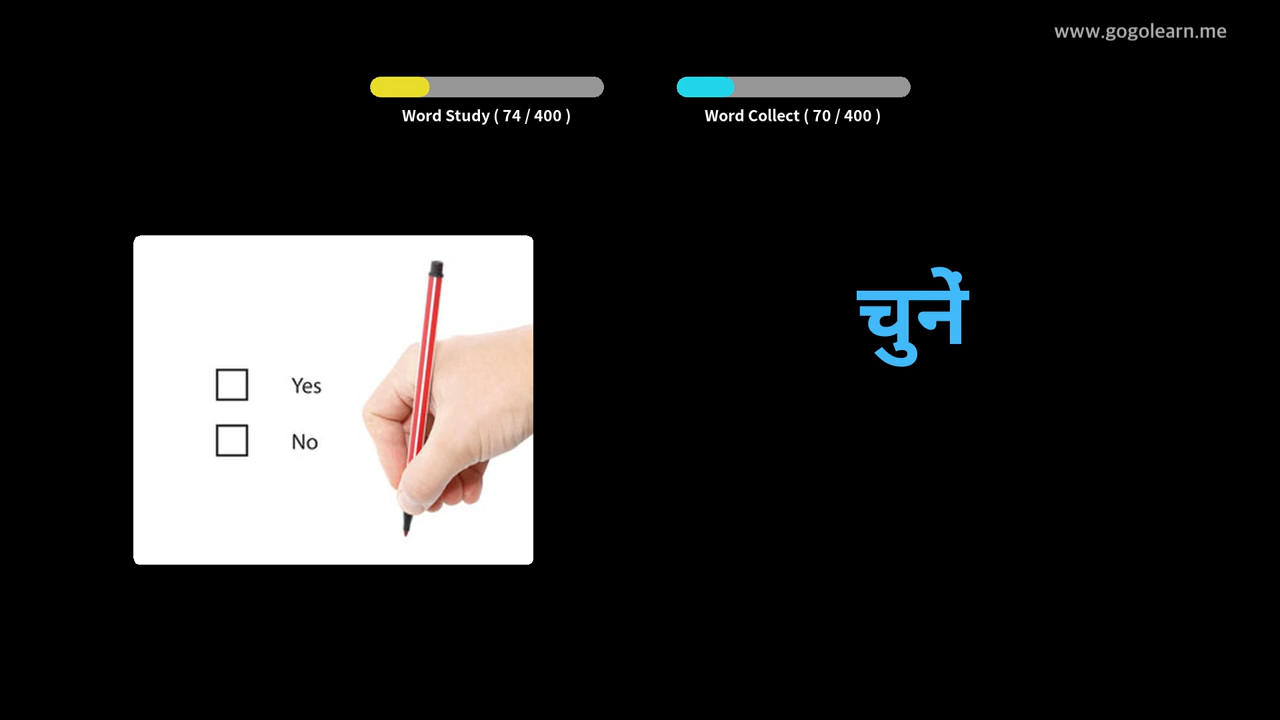 www.gogolearn.me
Word Study ( 74 / 400 )
Word Collect ( 70 / 400 )
चुनें
Yes
No